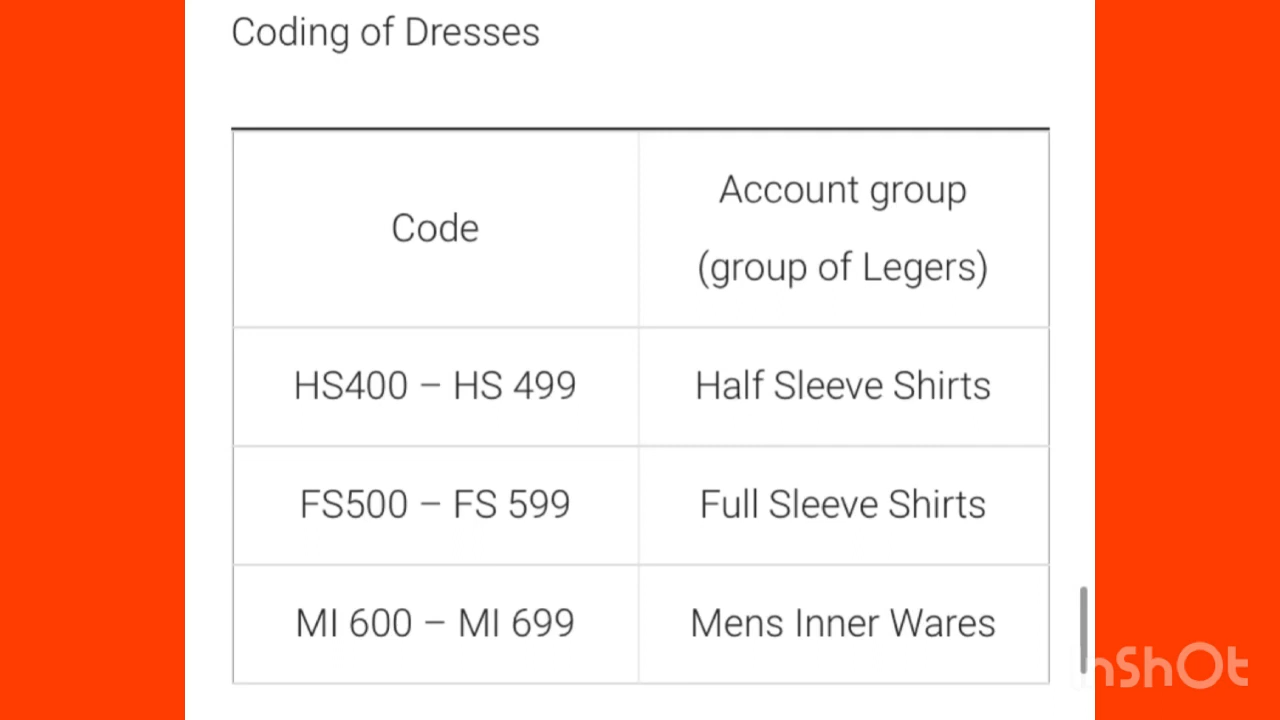 Coding of Dresses
Code
Account group
(group of Legers)
HS400 – HS 499
Half Sleeve Shirts
FS500 – FS 599
Full Sleeve Shirts
MI 600 – MI 699
Mens Inner Wares
InShOt